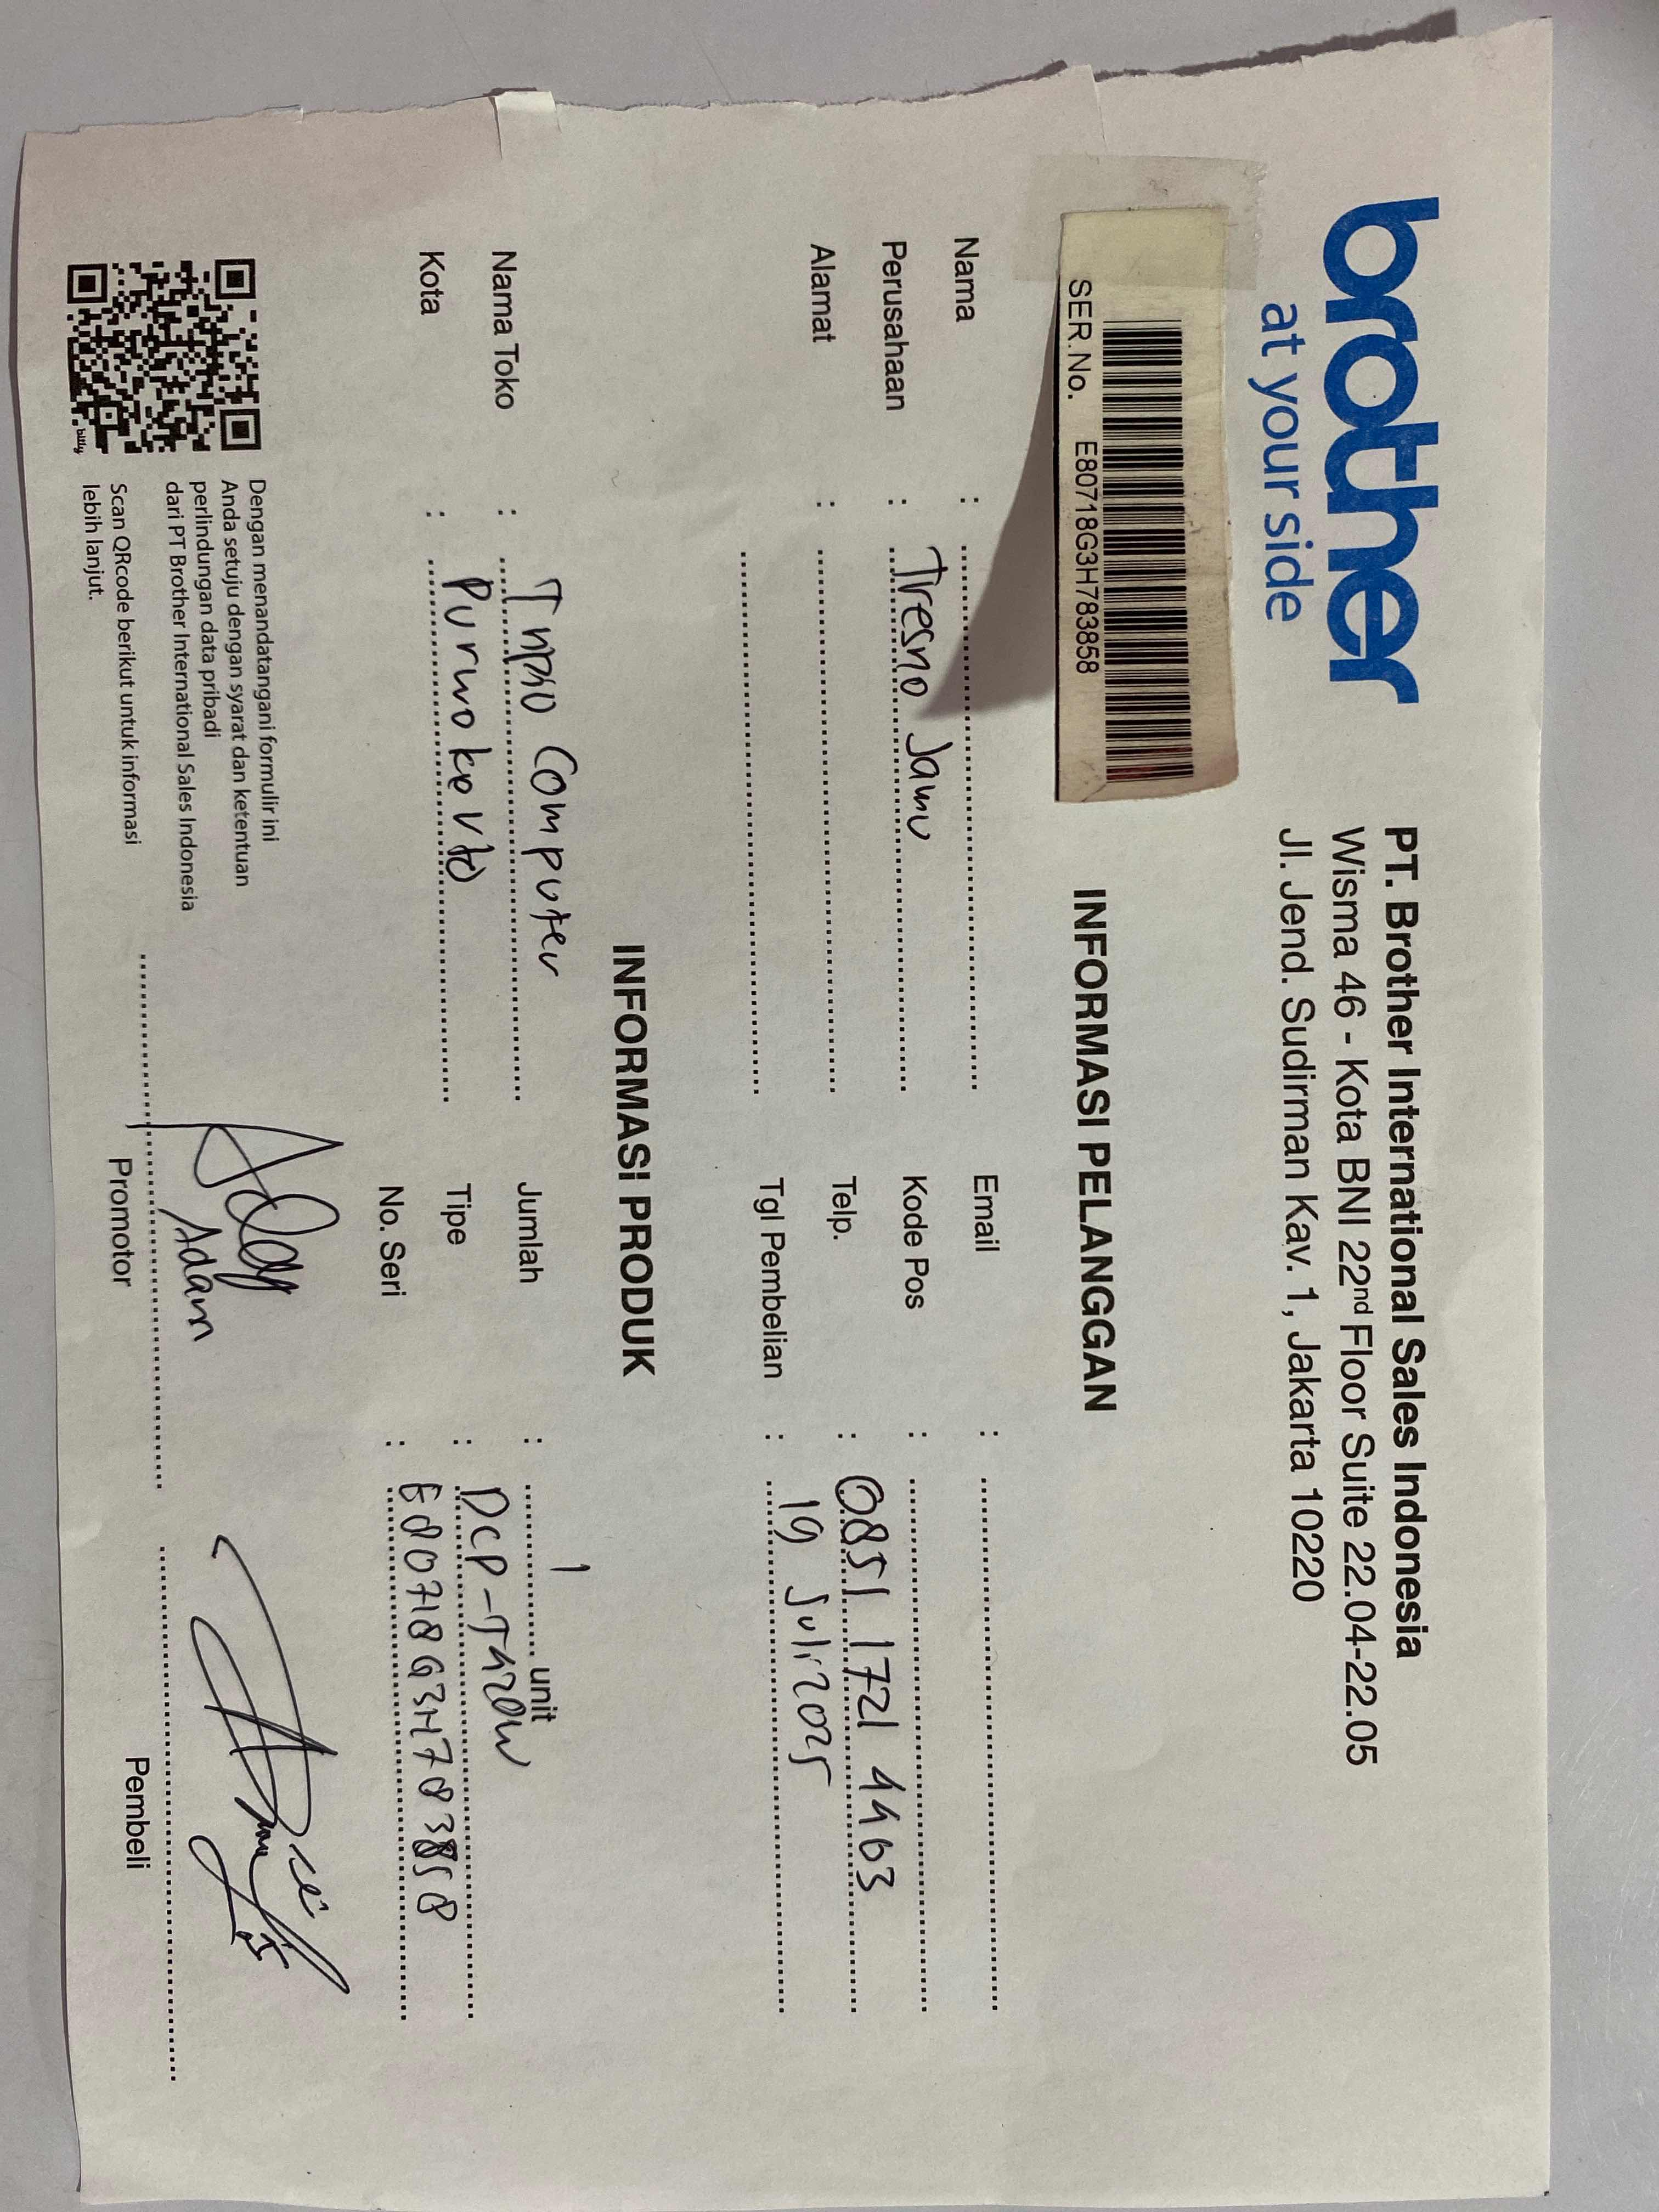 brother
at your side
PT. Brother International Sales Indonesia
Wisma 46 - Kota BNI 22nd Floor Suite 22.04-22.05
Jl. Jend. Sudirman Kav. 1, Jakarta 10220
SER.No. E80718G3H783858
INFORMASI PELANGGAN
Nama :
Perusahaan : Tresno Jamu
Alamat :
Email :
Kode Pos :
Telp. : 0851 1721 4463
Tgl Pembelian : 19 Juli 2025
INFORMASI PRODUK
Nama Toko : Computer
Kota : Purwokerto
Jumlah : 1 unit
Tipe : DCP-T420W
No. Seri : E80718G3H783858
Dengan menandatangani formulir ini
Anda setuju dengan syarat dan ketentuan
perlindungan data pribadi
dari PT Brother International Sales Indonesia
Scan QRcode berikut untuk informasi
lebih lanjut.
bitly
Adam
Promotor
Pembeli